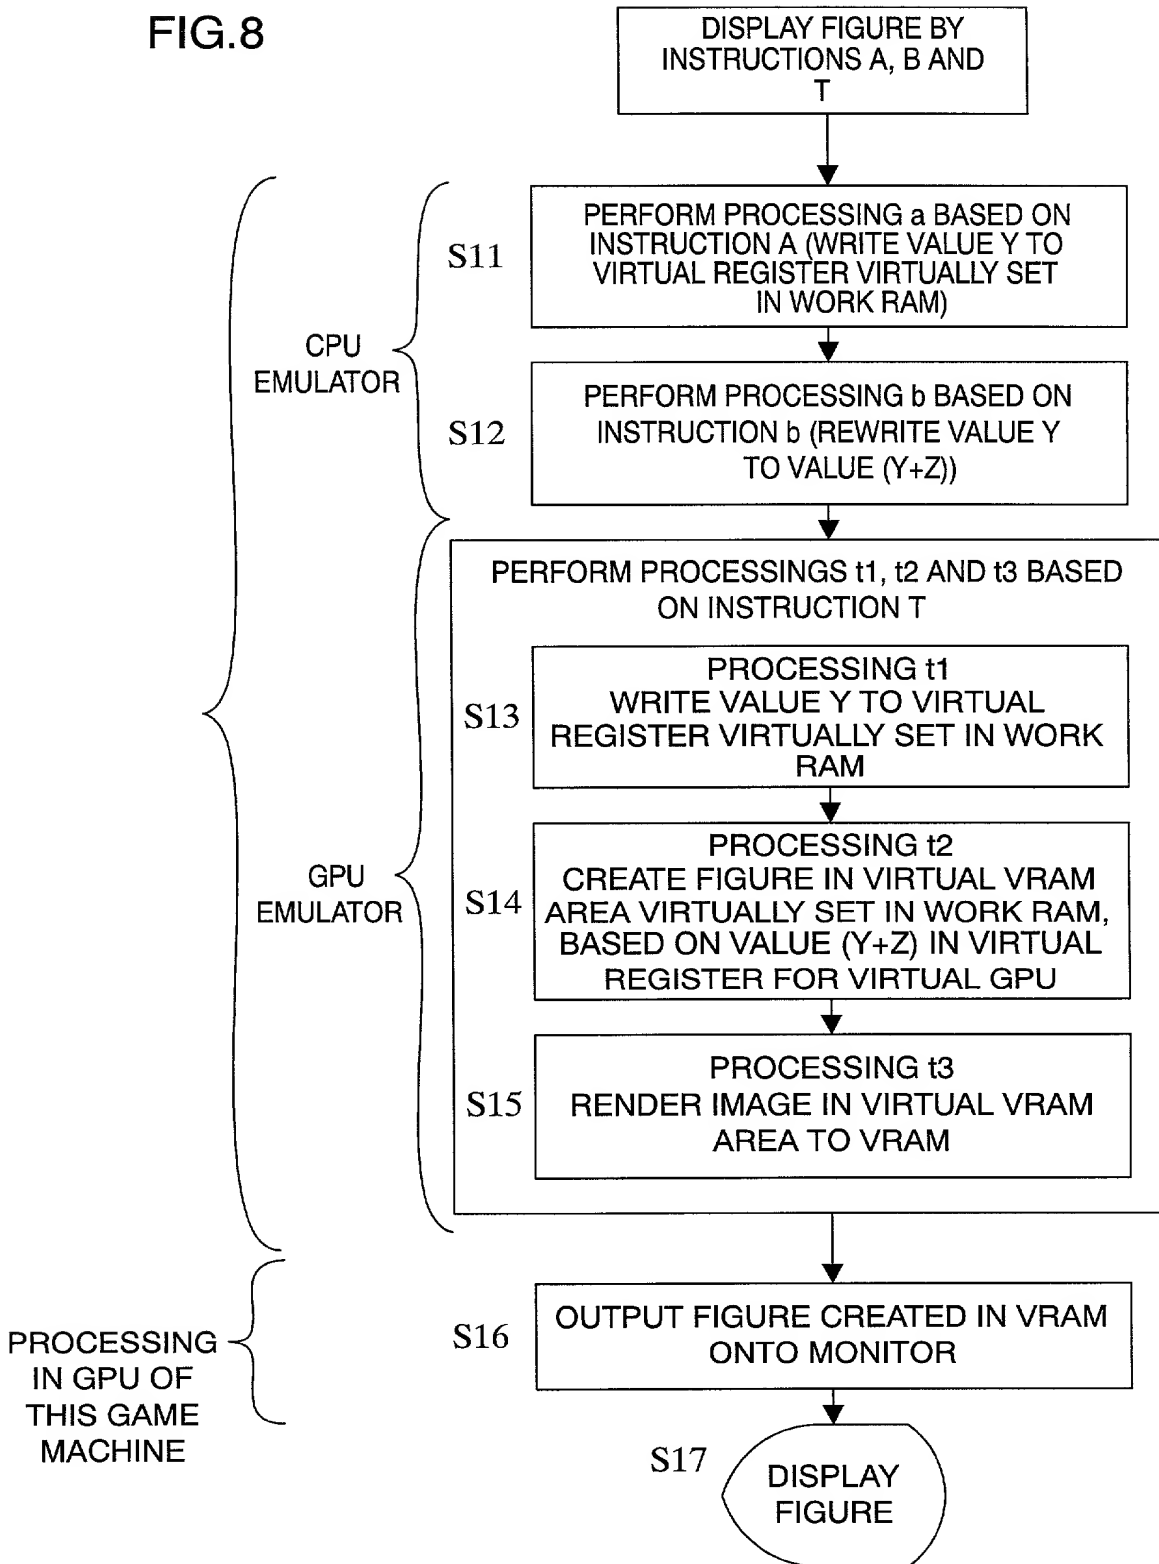 FIG.8
DISPLAY FIGURE BY
INSTRUCTIONS A, B AND
T
S11
PERFORM PROCESSING a BASED ON
INSTRUCTION A (WRITE VALUE Y TO
VIRTUAL REGISTER VIRTUALLY SET
IN WORK RAM)
CPU
EMULATOR
S12
PERFORM PROCESSING b BASED ON
INSTRUCTION b (REWRITE VALUE Y
TO VALUE (Y+Z))
PERFORM PROCESSINGS t1, t2 AND t3 BASED
ON INSTRUCTION T
S13
PROCESSING t1
WRITE VALUE Y TO VIRTUAL
REGISTER VIRTUALLY SET IN WORK
RAM
GPU
EMULATOR
S14
PROCESSING t2
CREATE FIGURE IN VIRTUAL VRAM
AREA VIRTUALLY SET IN WORK RAM,
BASED ON VALUE (Y+Z) IN VIRTUAL
REGISTER FOR VIRTUAL GPU
S15
PROCESSING t3
RENDER IMAGE IN VIRTUAL VRAM
AREA TO VRAM
PROCESSING
IN GPU OF
THIS GAME
MACHINE
S16
OUTPUT FIGURE CREATED IN VRAM
ONTO MONITOR
S17
DISPLAY
FIGURE